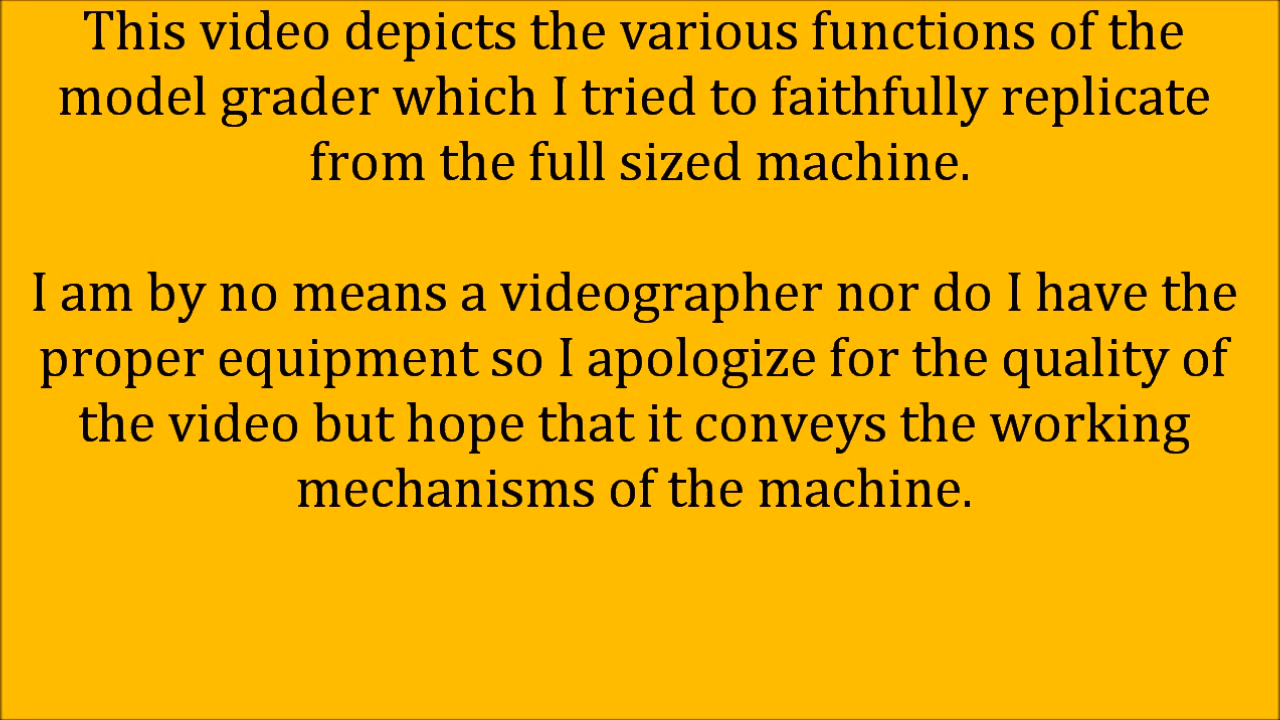 This video depicts the various functions of the
model grader which I tried to faithfully replicate
from the full sized machine.
I am by no means a videographer nor do I have the
proper equipment so I apologize for the quality of
the video but hope that it conveys the working
mechanisms of the machine.